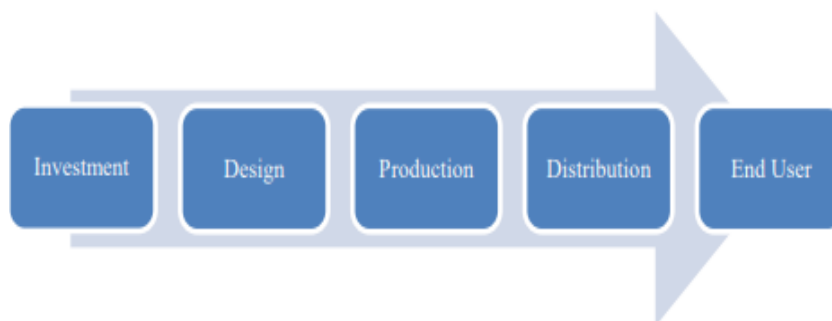 Investment
Design
Production
Distribution
End User